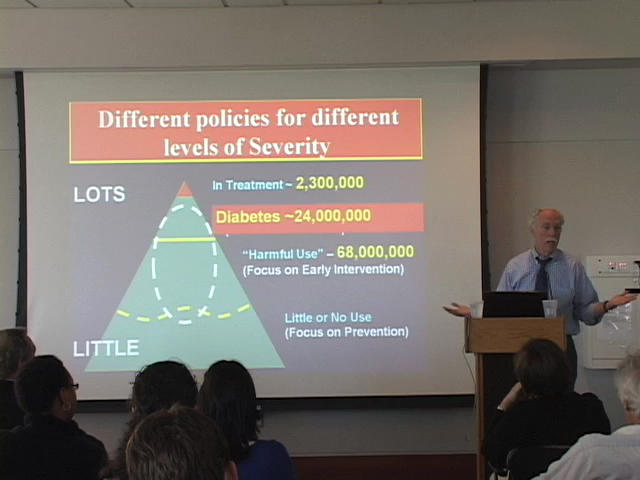 Different policies for different
levels of Severity
LOTS
In Treatment ~ 2,300,000
Diabetes ~24,000,000
"Harmful Use" – 68,000,000
(Focus on Early Intervention)
Little or No Use
(Focus on Prevention)
LITTLE